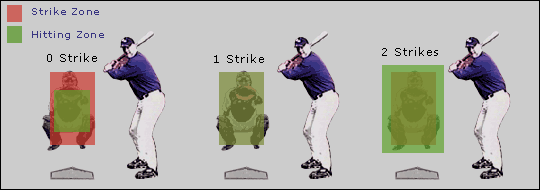 Strike Zone
Hitting Zone
0 Strike
1 Strike
2 Strikes